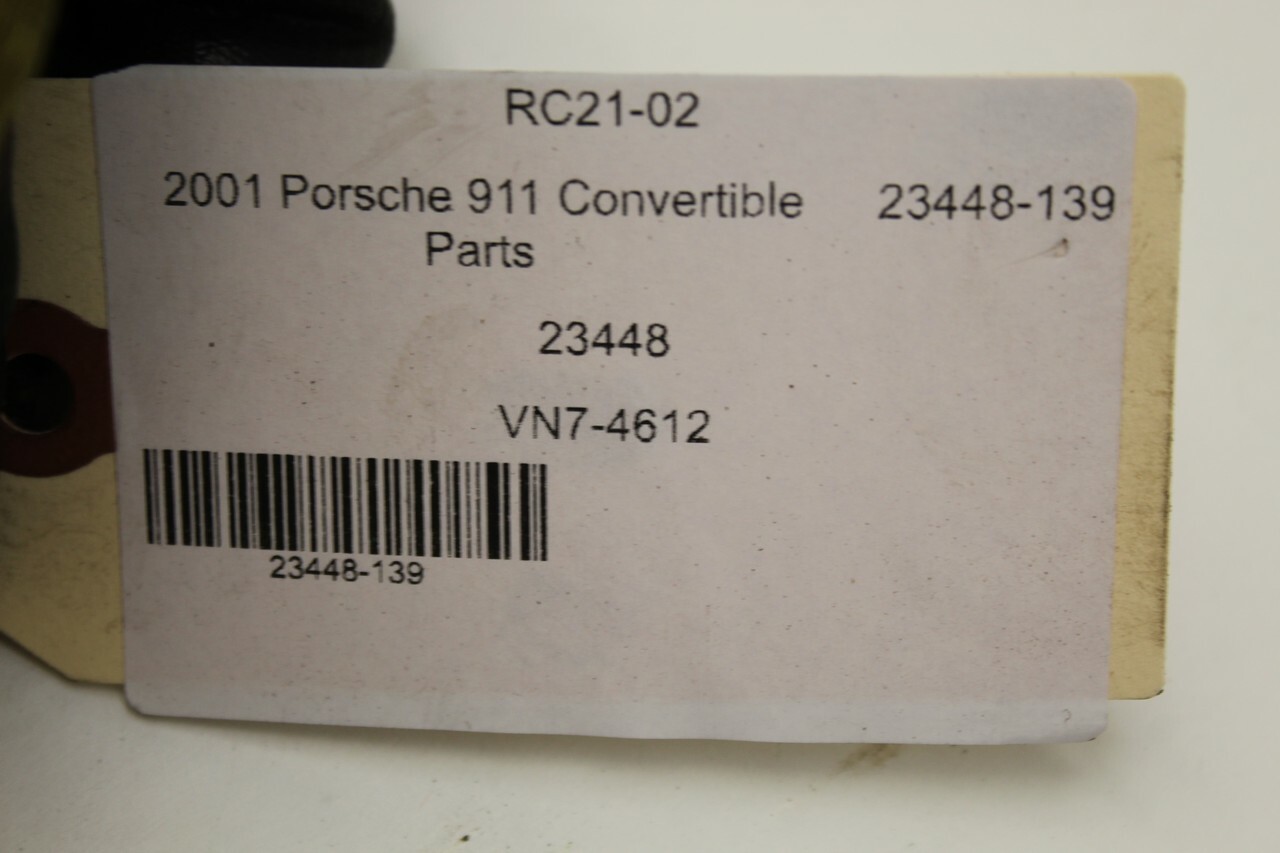 RC21-02
2001 Porsche 911 Convertible 23448-139
Parts
23448
VN7-4612
23448-139